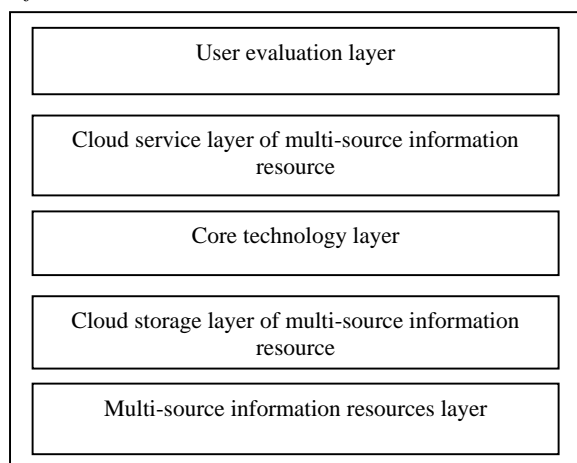 User evaluation layer
Cloud service layer of multi-source information
resource
Core technology layer
Cloud storage layer of multi-source information
resource
Multi-source information resources layer